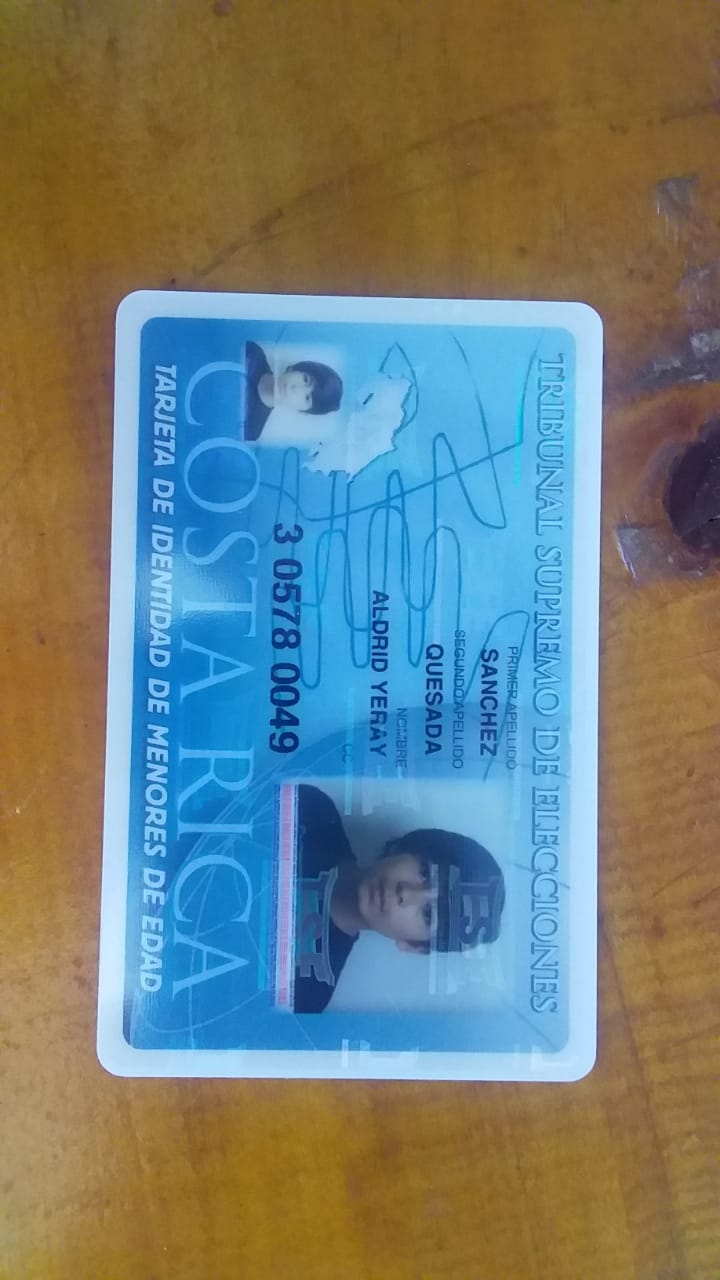 TRIBUNAL SUPREMO DE ELECCIONES
PRIMER APELLIDO
SANCHEZ
SEGUNDO APELLIDO
QUESADA
NOMBRE
ALDRID YERAY
CC
3 0578 0049
COSTA RICA
TARJETA DE IDENTIDAD DE MENORES DE EDAD